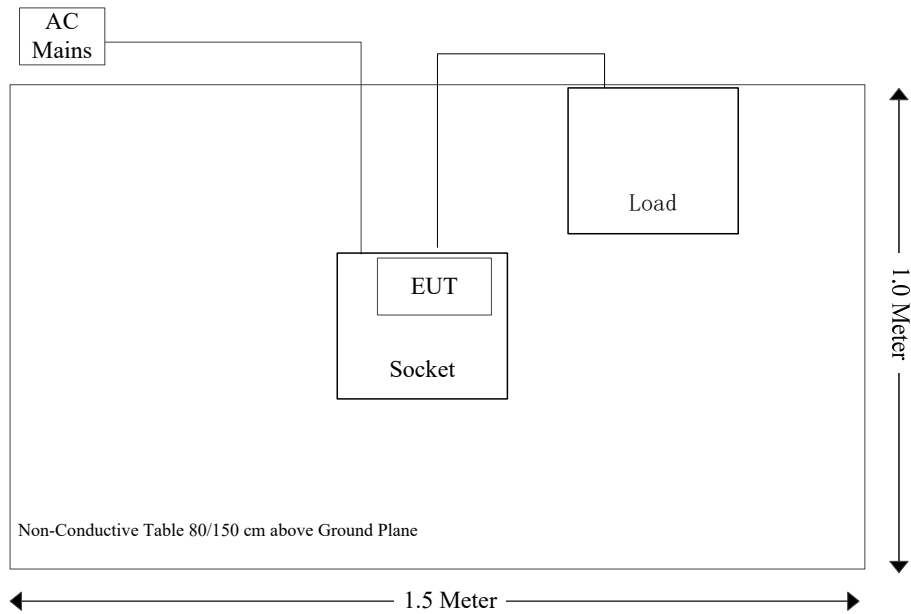 AC
Mains
Load
EUT
Socket
1.0 Meter
Non-Conductive Table 80/150 cm above Ground Plane
1.5 Meter